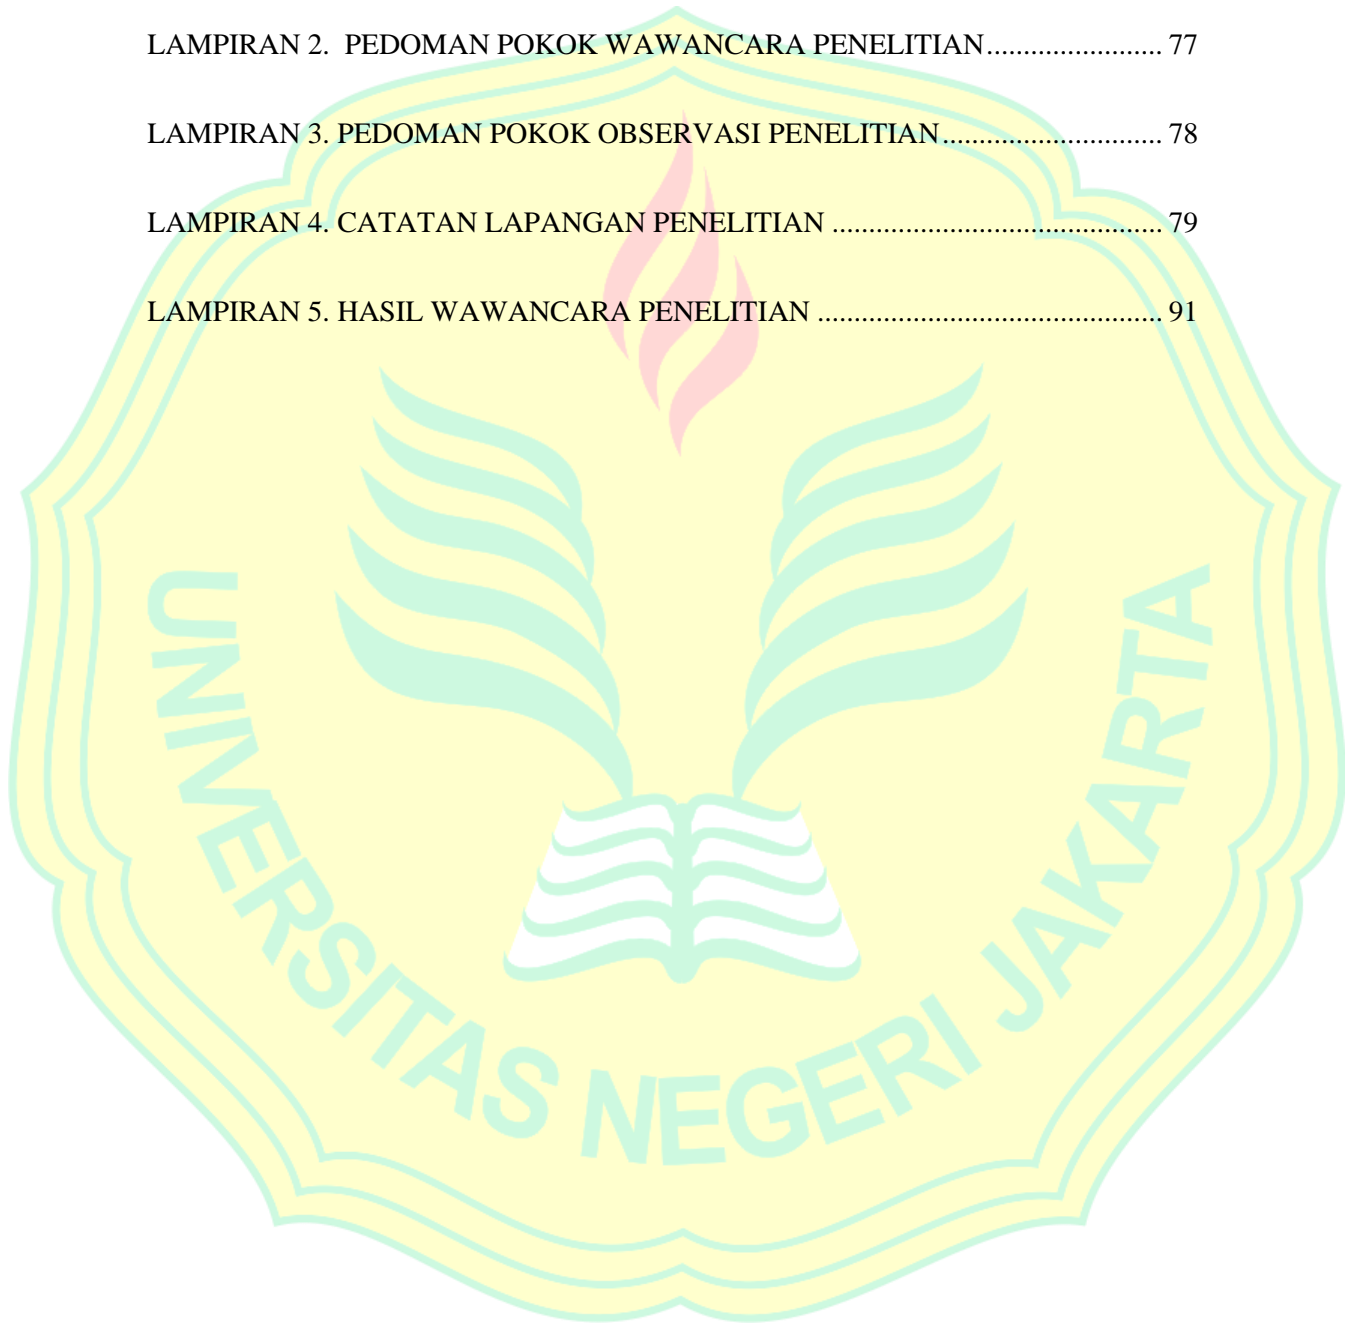 LAMPIRAN 2.  PEDOMAN POKOK WAWANCARA PENELITIAN........................ 77
LAMPIRAN 3. PEDOMAN POKOK OBSERVASI PENELITIAN.............................. 78
LAMPIRAN 4. CATATAN LAPANGAN PENELITIAN ............................................. 79
LAMPIRAN 5. HASIL WAWANCARA PENELITIAN ............................................... 91
UNIVERSITAS NEGERI JAKARTA